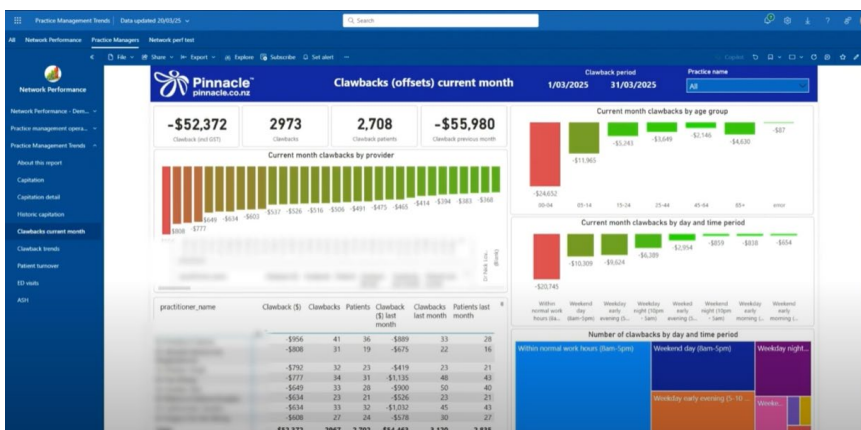 Practice Management Trends | Data updated 20/03/25
Search
All Network Performance Practice Managers Network perf test
File Share Export Explore Subscribe Set alert ...
Copilot
Network Performance
Network Performance - Dem...
Practice management opera...
Practice Management Trends
About this report
Capitation
Capitation detail
Historic capitation
Clawbacks current month
Clawback trends
Patient turnover
ED visits
ASH
Pinnacle™
pinnacle.co.nz
Clawbacks (offsets) current month
Clawback period
1/03/2025 31/03/2025
Practice name
All
-$52,372
Clawback (incl GST)
2973
Clawbacks
2,708
Clawback patients
-$55,980
Clawback previous month
Current month clawbacks by provider
$808 -$777 $649 -$634 -$603 $537 -$526 -$516 -$506 -$491 -$475 -$465 -$414 -$394 -$383 -$368
(Blank)
practitioner_name Clawback ($) Clawbacks Patients Clawback ($) last month Clawbacks last month Patients last month
-$956 41 36 -$889 33 28
-$808 31 19 -$675 22 16
-$792 32 23 -$419 23 21
-$777 34 31 -$1,135 48 43
-$649 33 28 -$900 50 40
-$634 23 21 -$526 23 21
-$634 33 32 -$1,032 45 43
-$608 27 24 -$578 30 27
Current month clawbacks by age group
-$24,652 -$11,965 -$5,243 -$3,649 -$2,146 -$4,630 -$87
00-04 05-14 15-24 25-44 45-64 65+ error
Current month clawbacks by day and time period
-$20,745 -$10,309 -$9,624 -$6,389 -$2,954 -$859 -$838 -$654
Within normal work hours (8a...
Weekend day (8am-5pm)
Weekday early evening (5...
Weekday night (10pm - 5am)
Weekend early evening (...
Weekend night (10pm - 5am)
Weekday early morning (...
Weekend early morning (...
Number of clawbacks by day and time period
Within normal work hours (8am-5pm)
Weekend day (8am-5pm)
Weekday night...
Weekday early evening (5-10 ...
Weeke...